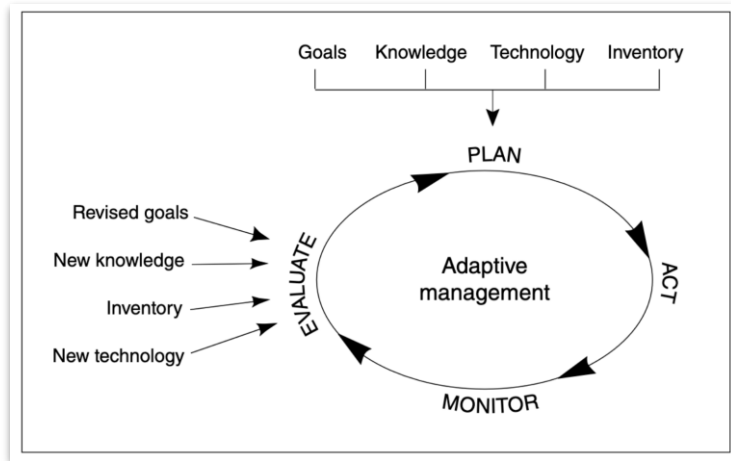 Goals Knowledge Technology Inventory
PLAN
Revised goals
New knowledge
Inventory
New technology
EVALUATE
Adaptive
management
ACT
MONITOR